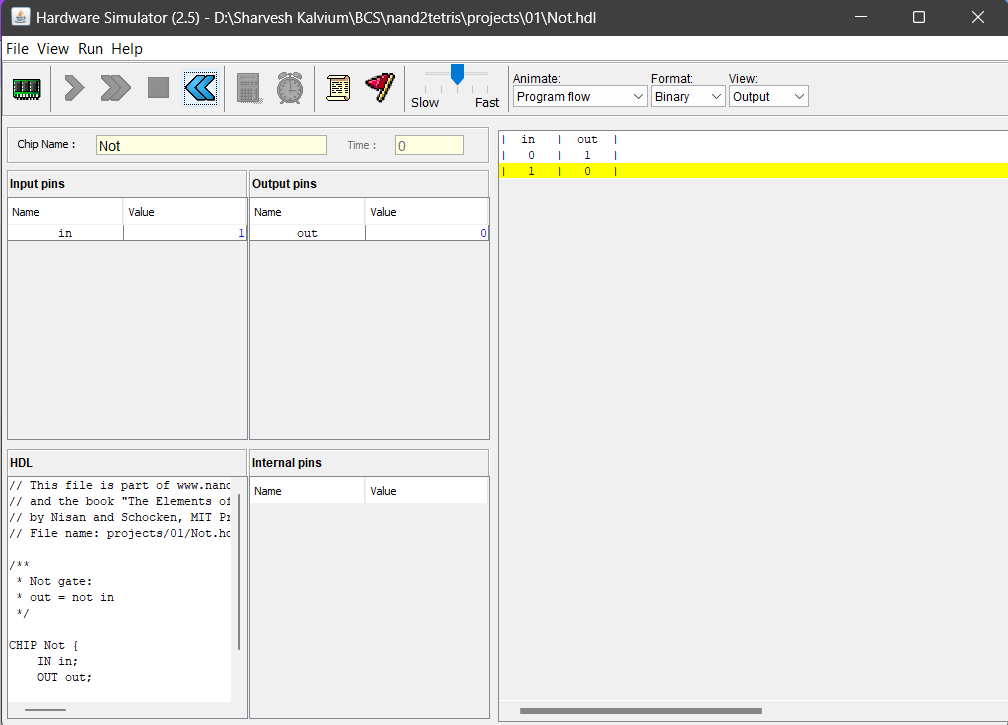 Hardware Simulator (2.5) - D:\Sharvesh Kalvium\BCS\nand2tetris\projects\01\Not.hdl
File View Run Help
Slow Fast
Animate: Format: View:
Program flow Binary Output
Chip Name : Not Time : 0
Input pins Output pins
Name Value Name Value
in 1 out 0
| in | out |
| 0 | 1 |
| 1 | 0 |
HDL
// This file is part of www.nand
// and the book "The Elements of
// by Nisan and Schocken, MIT Pr
// File name: projects/01/Not.hd
/**
* Not gate:
* out = not in
*/
CHIP Not {
IN in;
OUT out;
Internal pins
Name Value